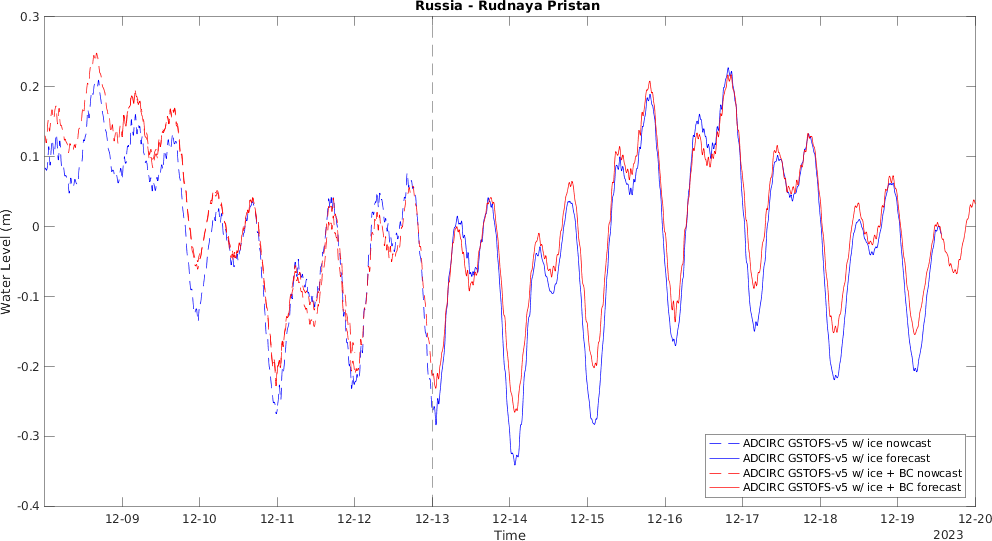 Russia - Rudnaya Pristan
0.3
0.2
0.1
0
-0.1
-0.2
-0.3
-0.4
Water Level (m)
ADCIRC GSTOFS-v5 w/ ice nowcast
ADCIRC GSTOFS-v5 w/ ice forecast
ADCIRC GSTOFS-v5 w/ ice + BC nowcast
ADCIRC GSTOFS-v5 w/ ice + BC forecast
12-09 12-10 12-11 12-12 12-13 12-14 12-15 12-16 12-17 12-18 12-19 12-20
Time
2023